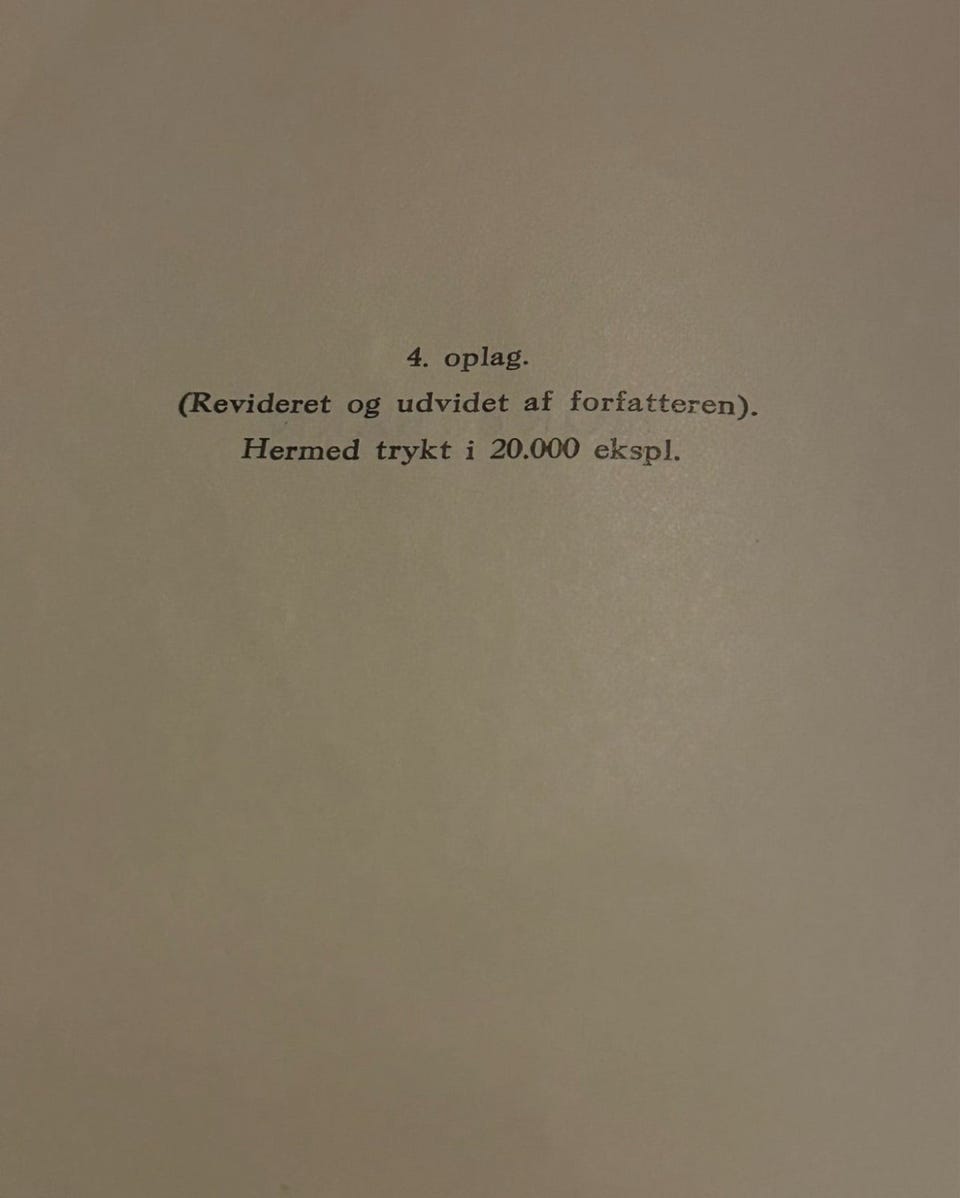 4. oplag.
(Revideret og udvidet af forfatteren).
Hermed trykt i 20.000 ekspl.